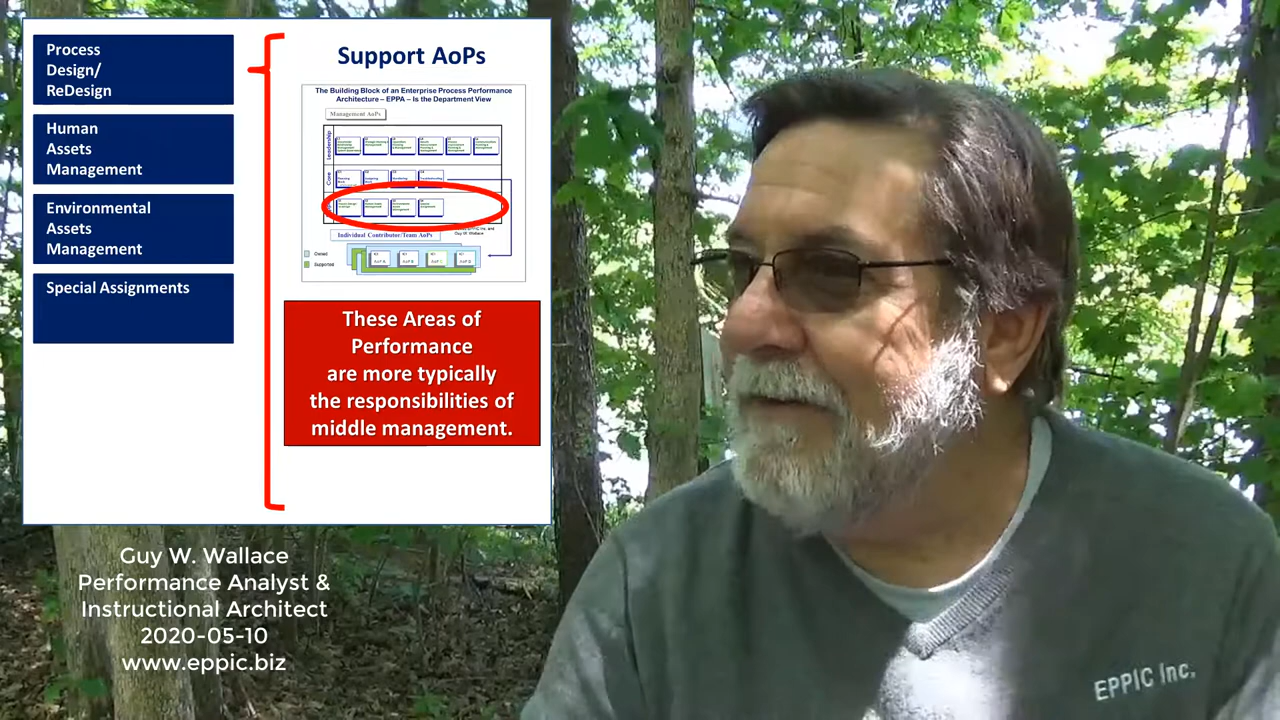 Process
Design/
ReDesign
Human
Assets
Management
Environmental
Assets
Management
Special Assignments
Support AoPs
The Building Block of an Enterprise Process Performance
Architecture – EPPA – Is the Department View
Management AoPs
Leadership
Core
Individual Contributor/Team AoPs
Owned
Supported
These Areas of
Performance
are more typically
the responsibilities of
middle management.
Guy W. Wallace
Performance Analyst &
Instructional Architect
2020-05-10
www.eppic.biz
EPPIC Inc.